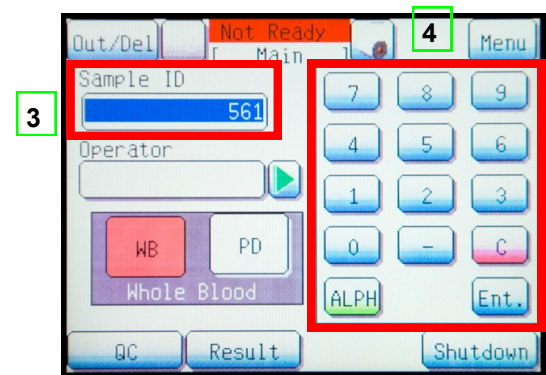 4
Out/Del
Not Ready
[ Main ]
Menu
3
Sample ID
561
Operator
WB
PD
Whole Blood
7 8 9
4 5 6
1 2 3
0 - C
ALPH
Ent.
QC
Result
Shutdown